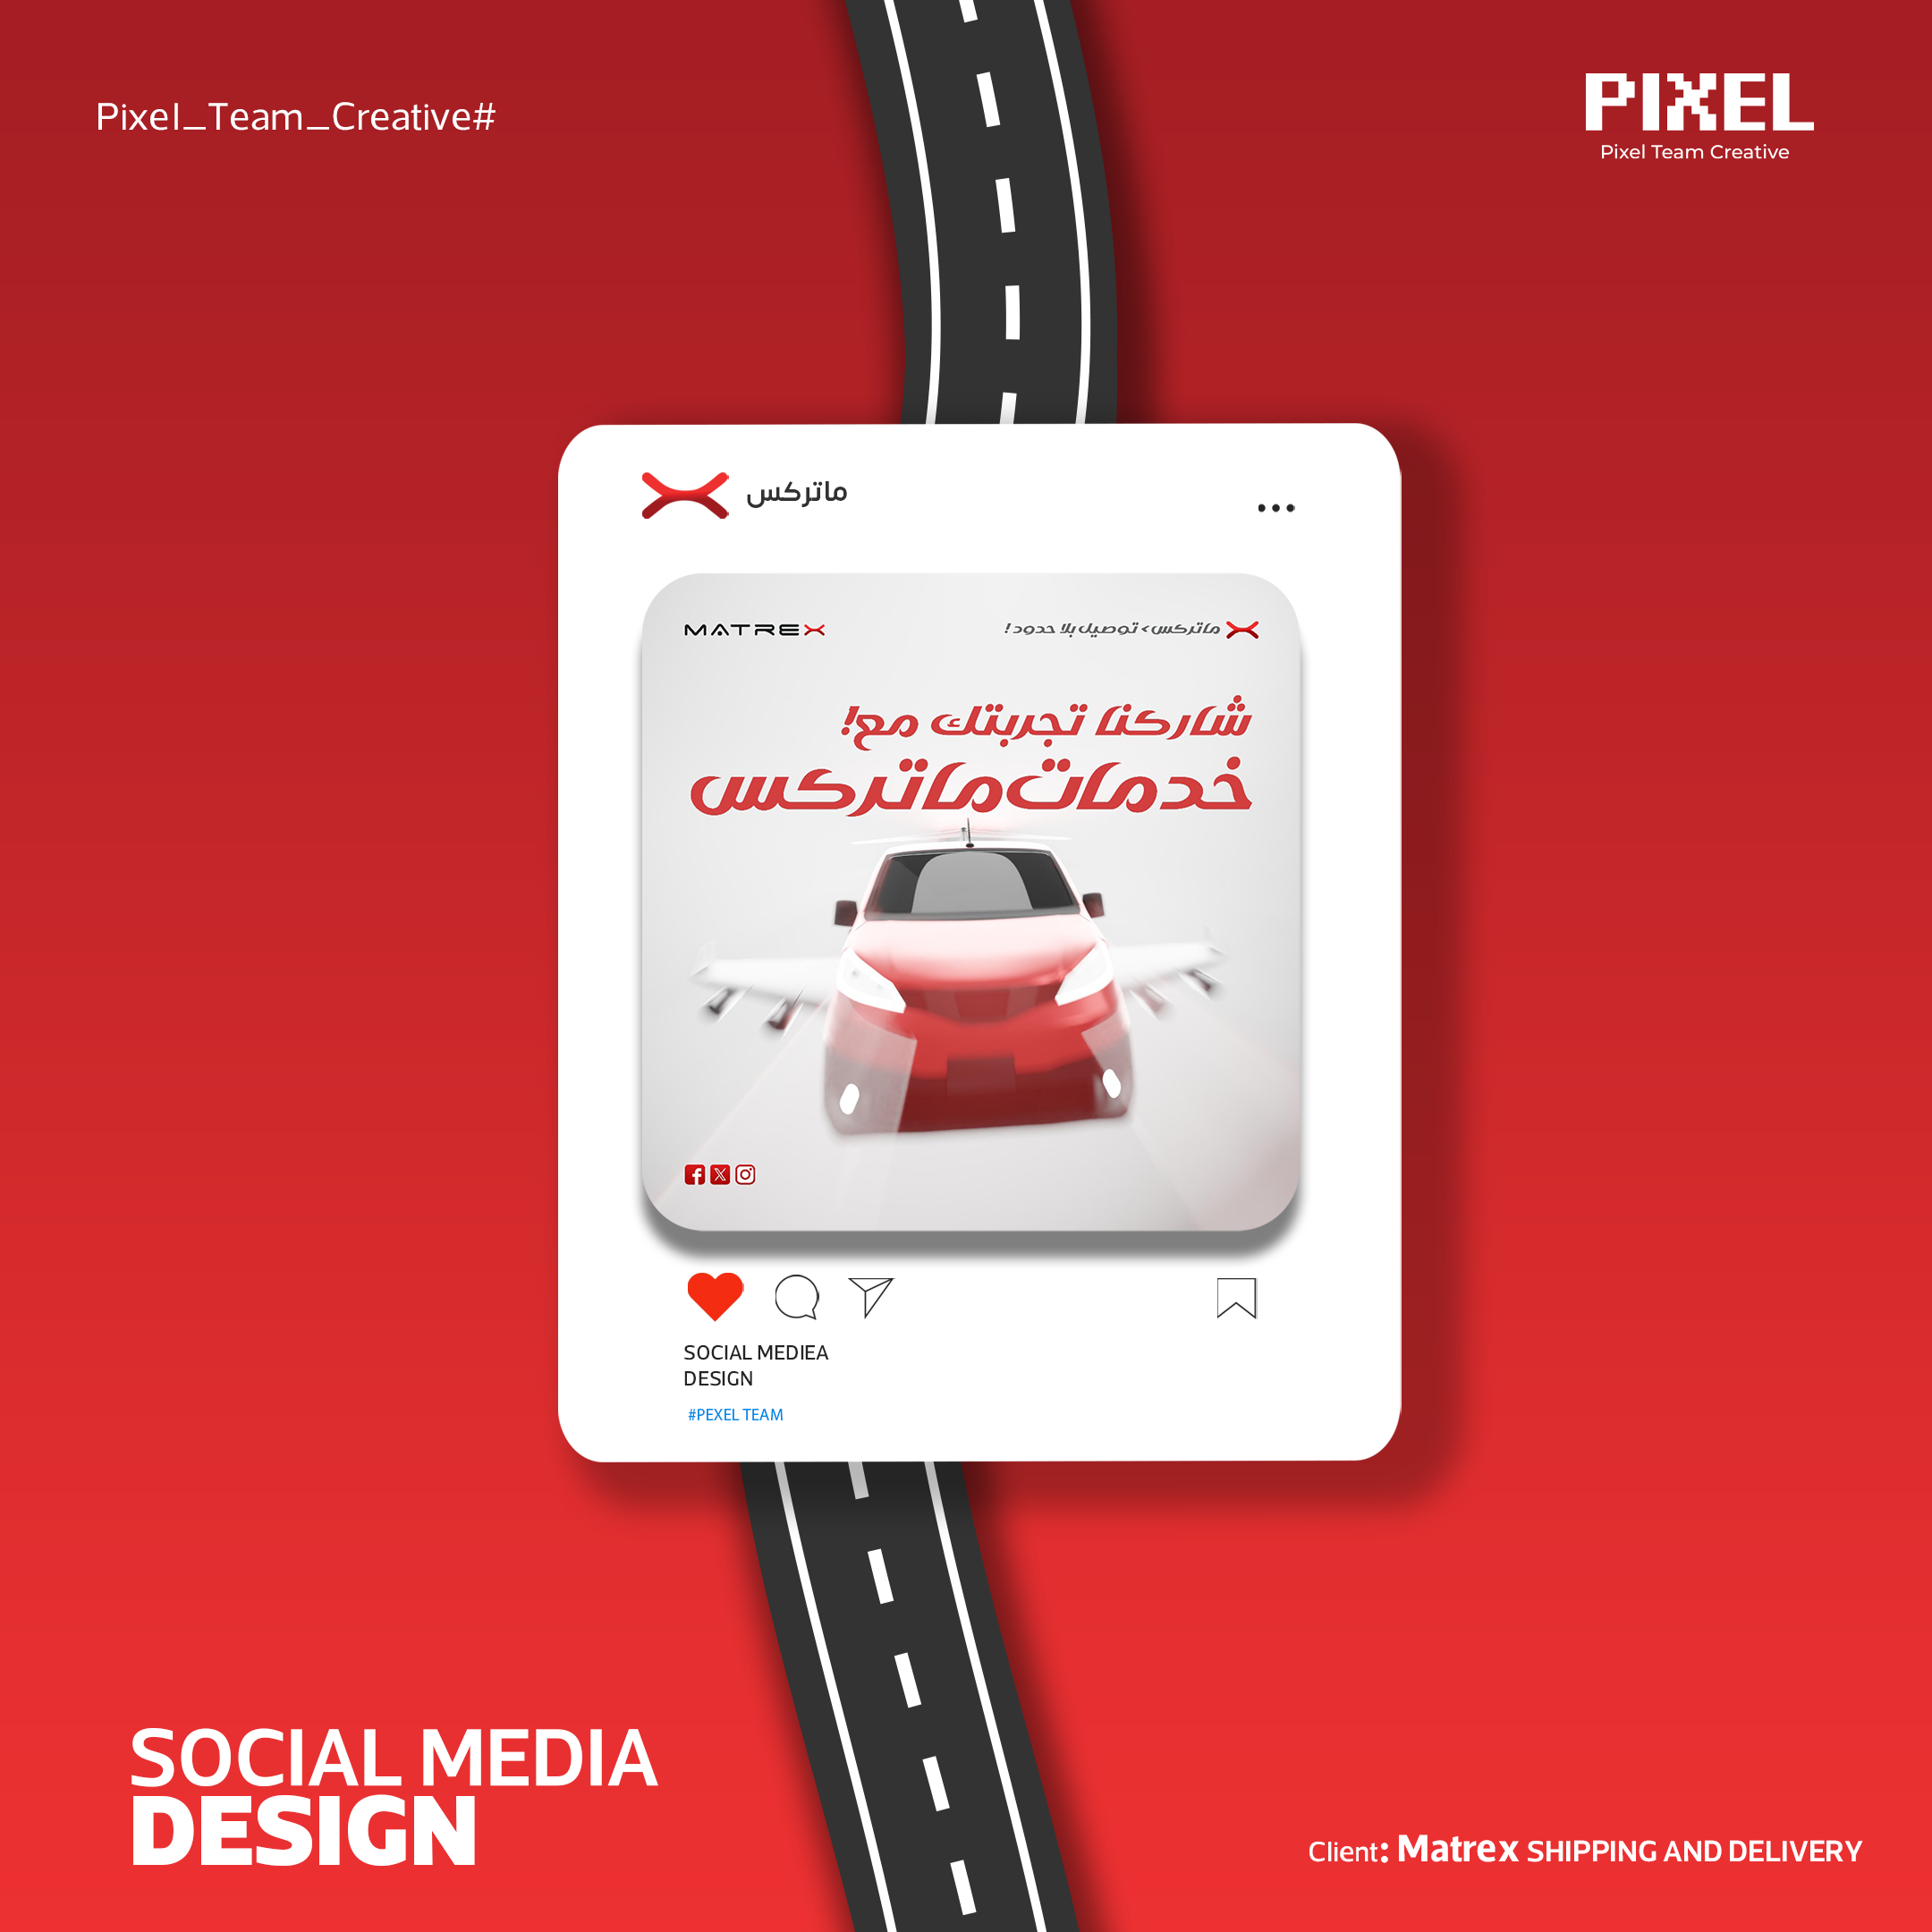 Pixel_Team_Creative#
PIXEL
Pixel Team Creative
ماتركس
MATREX
ماتركس > توصيل بلا حدود !
شاركنا تجربتك مع!
خدمات ماتركس
SOCIAL MEDIEA
DESIGN
#PEXEL TEAM
SOCIAL MEDIA
DESIGN
Client: Matrex SHIPPING AND DELIVERY